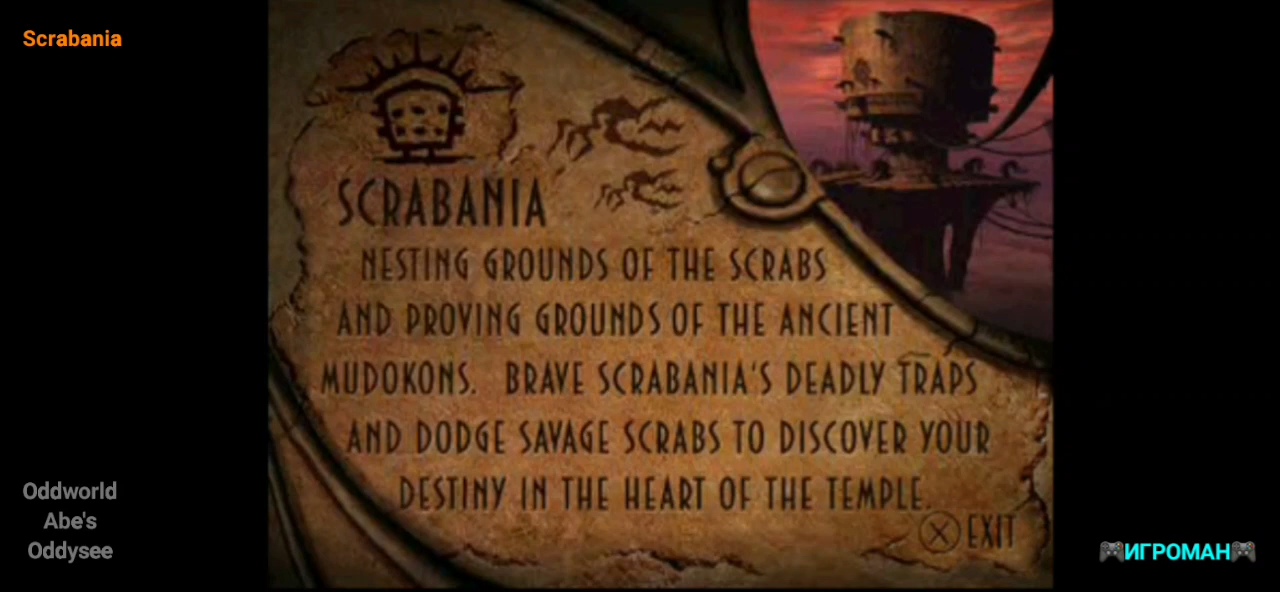 Scrabania
SCRABANIA
NESTING GROUNDS OF THE SCRABS
AND PROVING GROUNDS OF THE ANCIENT
MUDOKONS. BRAVE SCRABANIA'S DEADLY TRAPS
AND DODGE SAVAGE SCRABS TO DISCOVER YOUR
DESTINY IN THE HEART OF THE TEMPLE.
EXIT
Oddworld
Abe's
Oddysee
🎮ИГРОМАН🎮